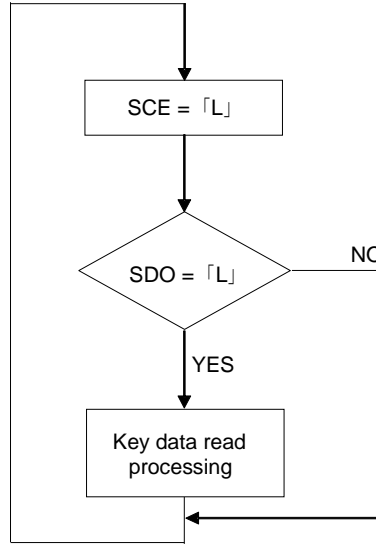 SCE = ｢L｣
SDO = ｢L｣
NO
YES
Key data read
processing